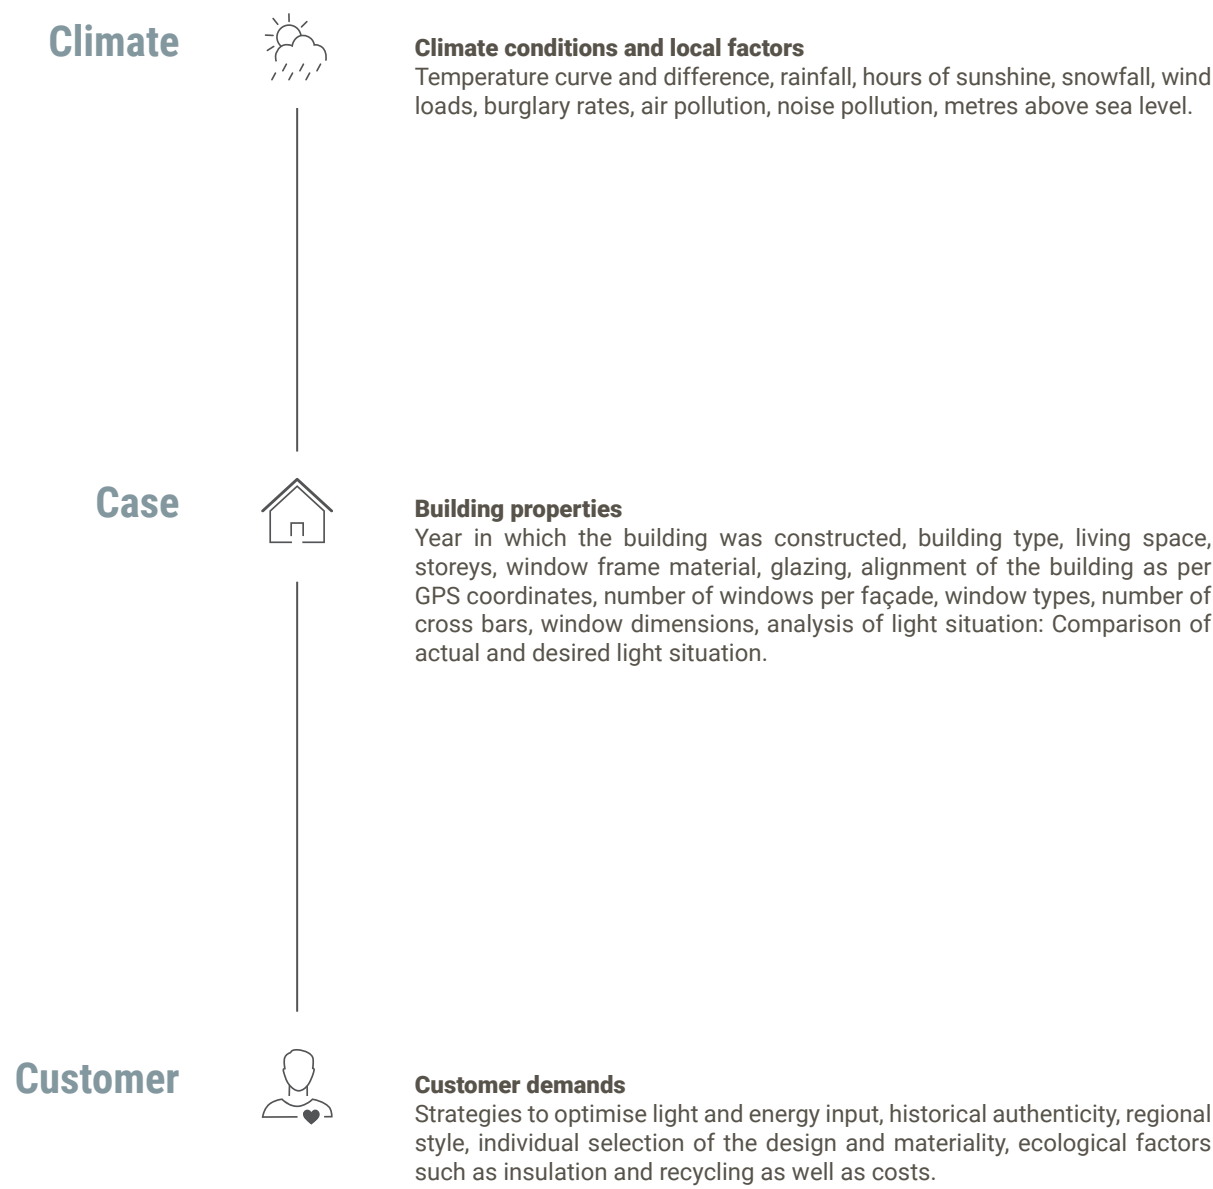 Climate
Climate conditions and local factors
Temperature curve and difference, rainfall, hours of sunshine, snowfall, wind
loads, burglary rates, air pollution, noise pollution, metres above sea level.
Case
Building properties
Year in which the building was constructed, building type, living space,
storeys, window frame material, glazing, alignment of the building as per
GPS coordinates, number of windows per façade, window types, number of
cross bars, window dimensions, analysis of light situation: Comparison of
actual and desired light situation.
Customer
Customer demands
Strategies to optimise light and energy input, historical authenticity, regional
style, individual selection of the design and materiality, ecological factors
such as insulation and recycling as well as costs.